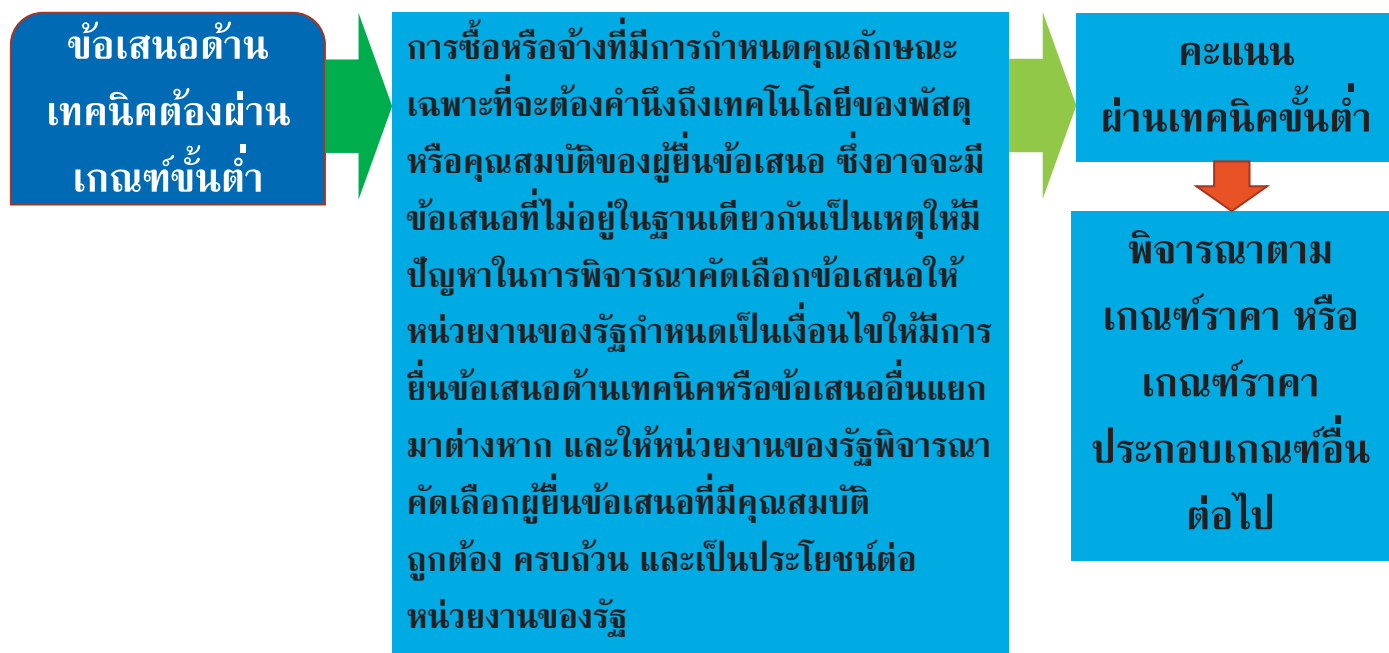 ข้อเสนอด้าน
เทคนิคต้องผ่าน
เกณฑ์ขั้นต่ำ
การซื้อหรือจ้างที่มีการกำหนดคุณลักษณะ
เฉพาะที่จะต้องคำนึงถึงเทคโนโลยีของพัสดุ
หรือคุณสมบัติของผู้ยื่นข้อเสนอ ซึ่งอาจจะมี
ข้อเสนอที่ไม่อยู่ในฐานเดียวกันเป็นเหตุให้มี
ปัญหาในการพิจารณาคัดเลือกข้อเสนอให้
หน่วยงานของรัฐกำหนดเป็นเงื่อนไขให้มีการ
ยื่นข้อเสนอด้านเทคนิคหรือข้อเสนออื่นแยก
มาต่างหาก และให้หน่วยงานของรัฐพิจารณา
คัดเลือกผู้ยื่นข้อเสนอที่มีคุณสมบัติ
ถูกต้อง ครบถ้วน และเป็นประโยชน์ต่อ
หน่วยงานของรัฐ
คะแนน
ผ่านเทคนิคขั้นต่ำ
พิจารณาตาม
เกณฑ์ราคา หรือ
เกณฑ์ราคา
ประกอบเกณฑ์อื่น
ต่อไป